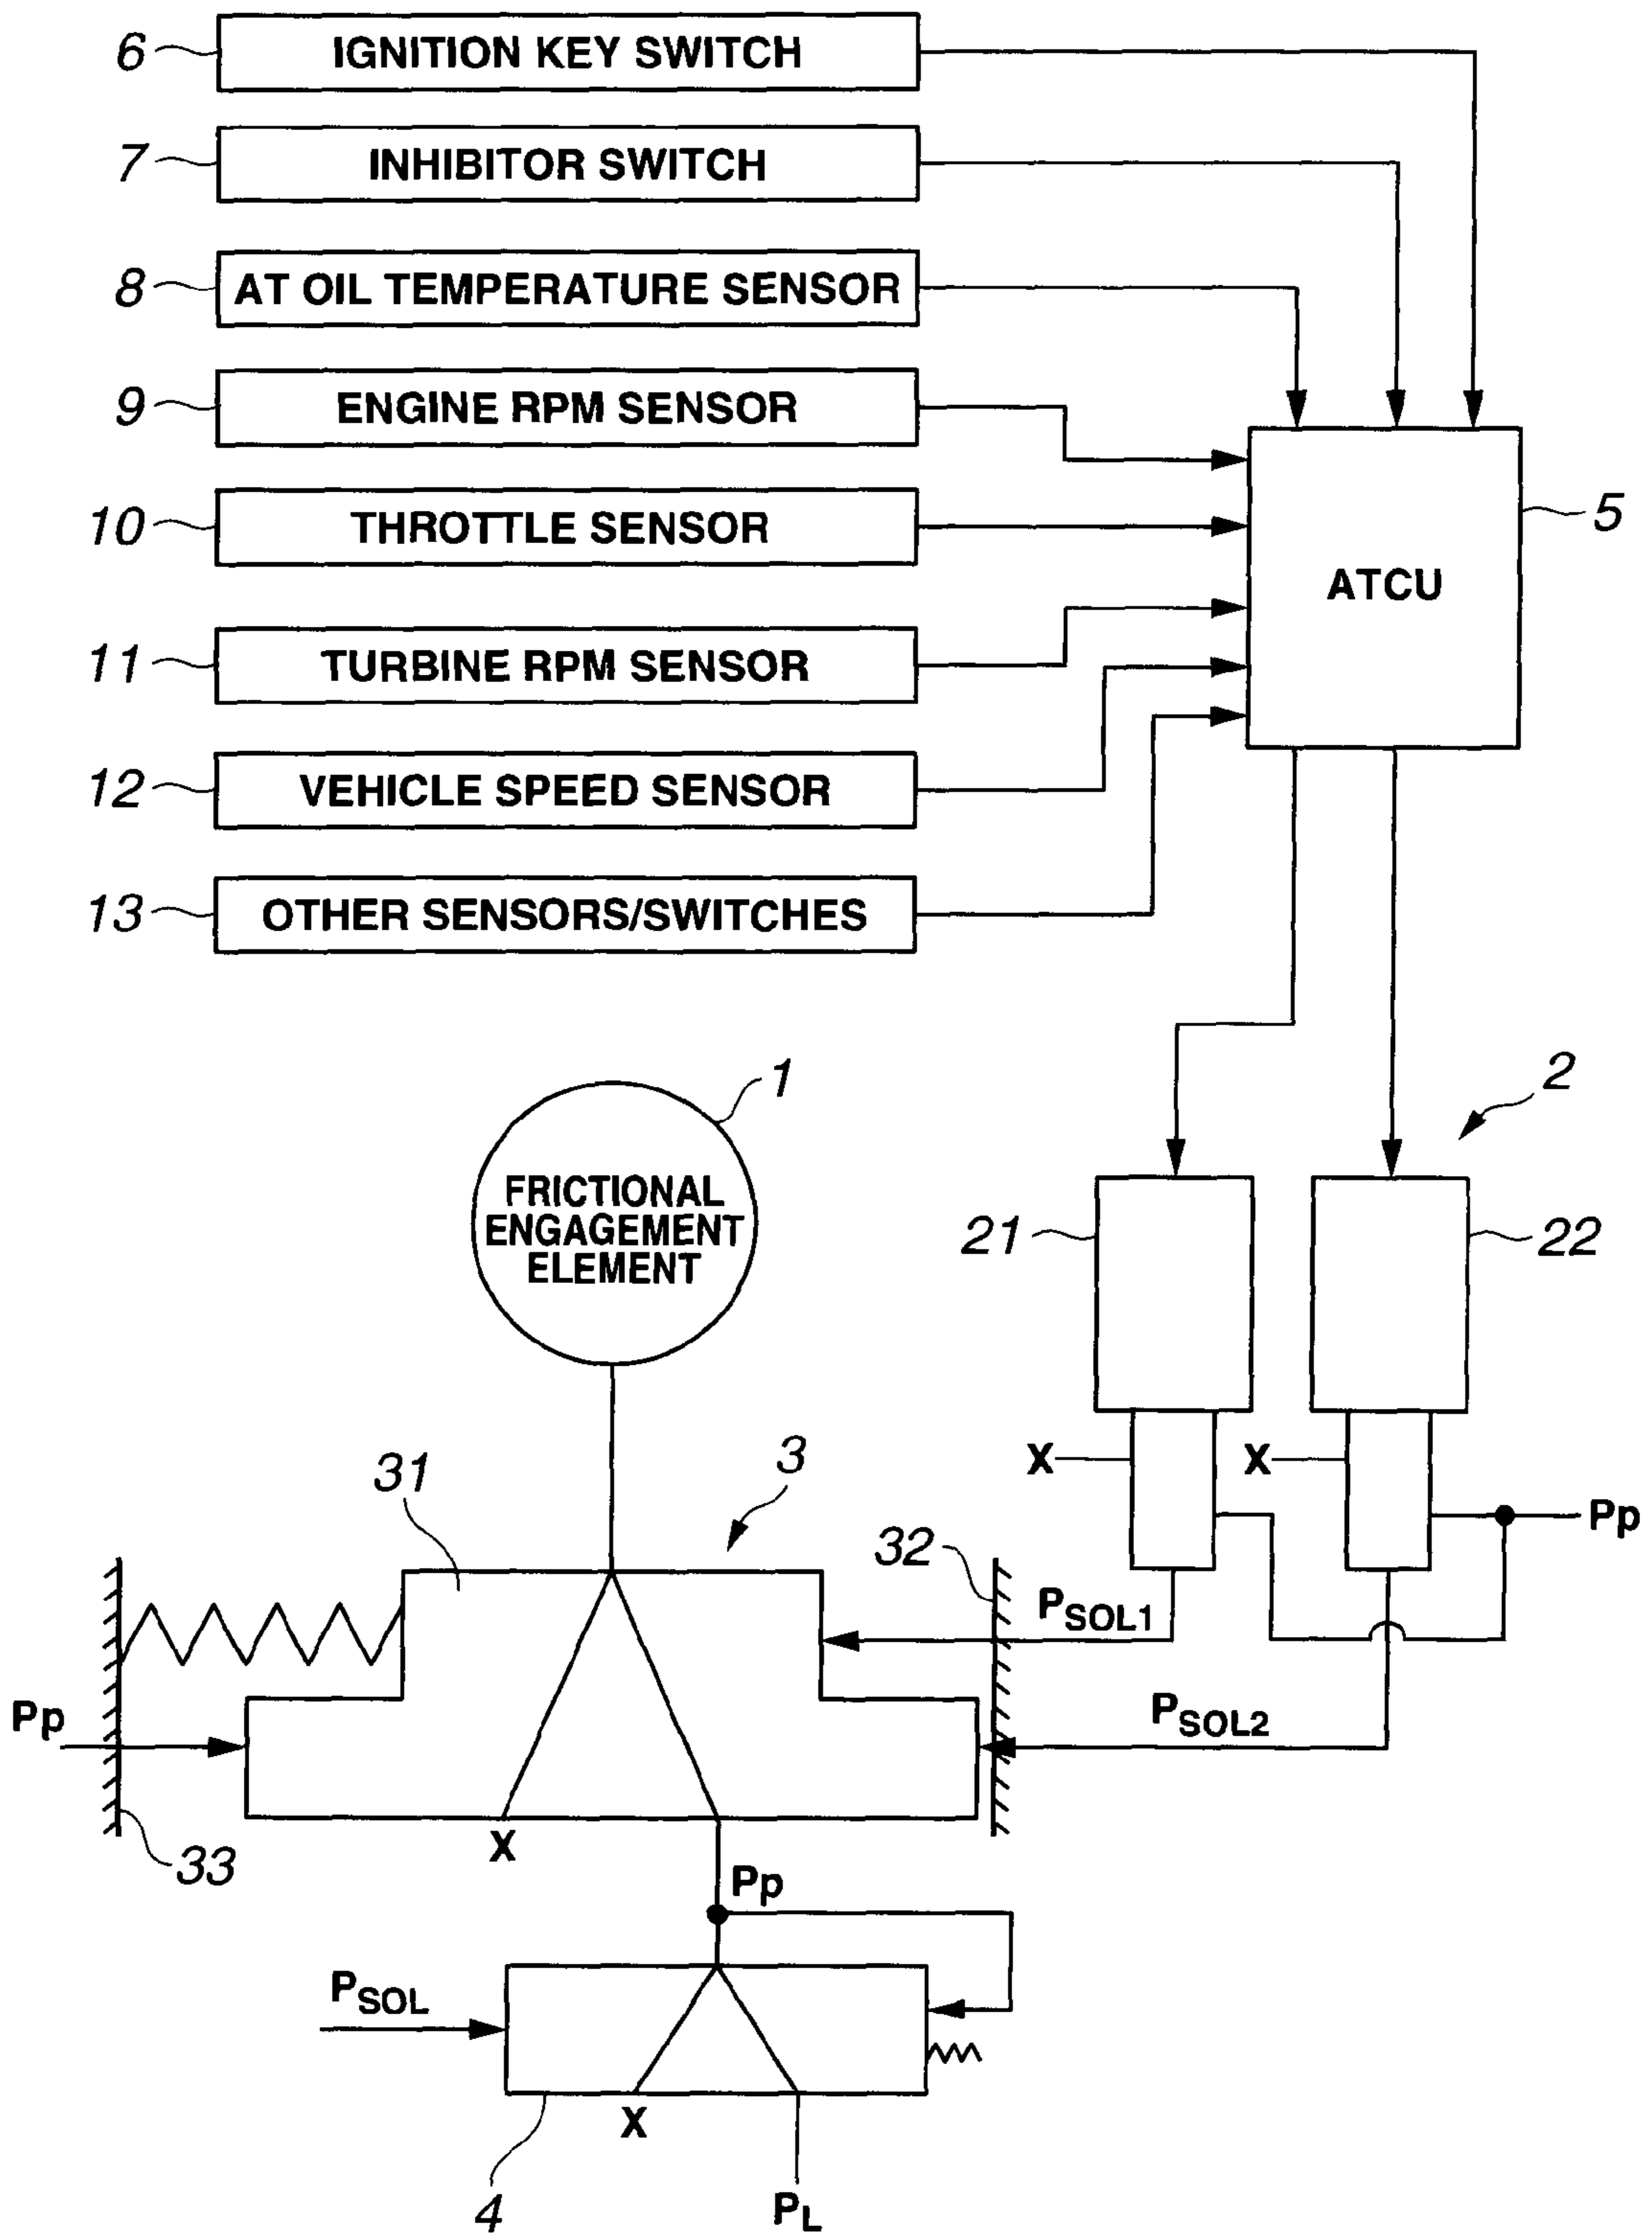 6 IGNITION KEY SWITCH
7 INHIBITOR SWITCH
8 AT OIL TEMPERATURE SENSOR
9 ENGINE RPM SENSOR
10 THROTTLE SENSOR
5
ATCU
11 TURBINE RPM SENSOR
12 VEHICLE SPEED SENSOR
13 OTHER SENSORS/SWITCHES
1
2
FRICTIONAL
ENGAGEMENT
ELEMENT
21
22
31
3
X
X
Pp
32
PSOL1
Pp
PSOL2
33
X
Pp
PSOL
4
X
PL